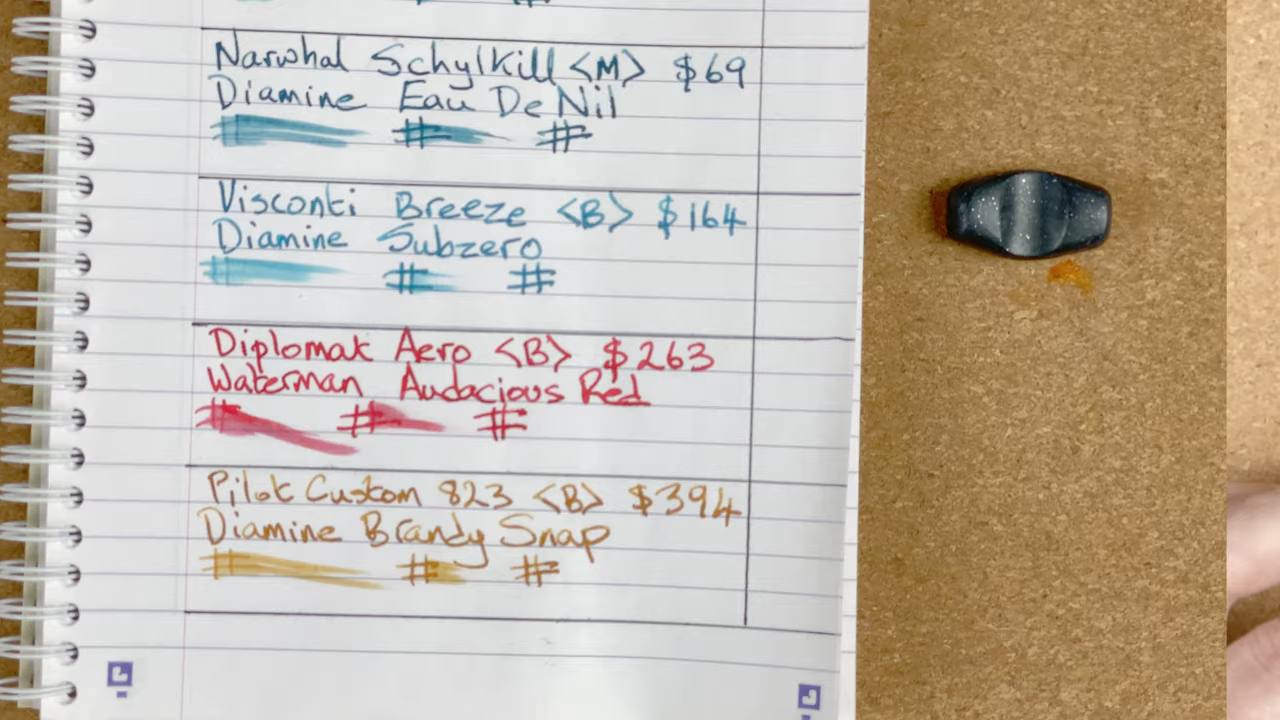 Narwhal Schylkill <M> $69
Diamine Eau De Nil
# # #
Visconti Breeze <B> $164
Diamine Subzero
# # #
Diplomat Aero <B> $263
Waterman Audacious Red
# # #
Pilot Custom 823 <B> $394
Diamine Brandy Snap
# # #